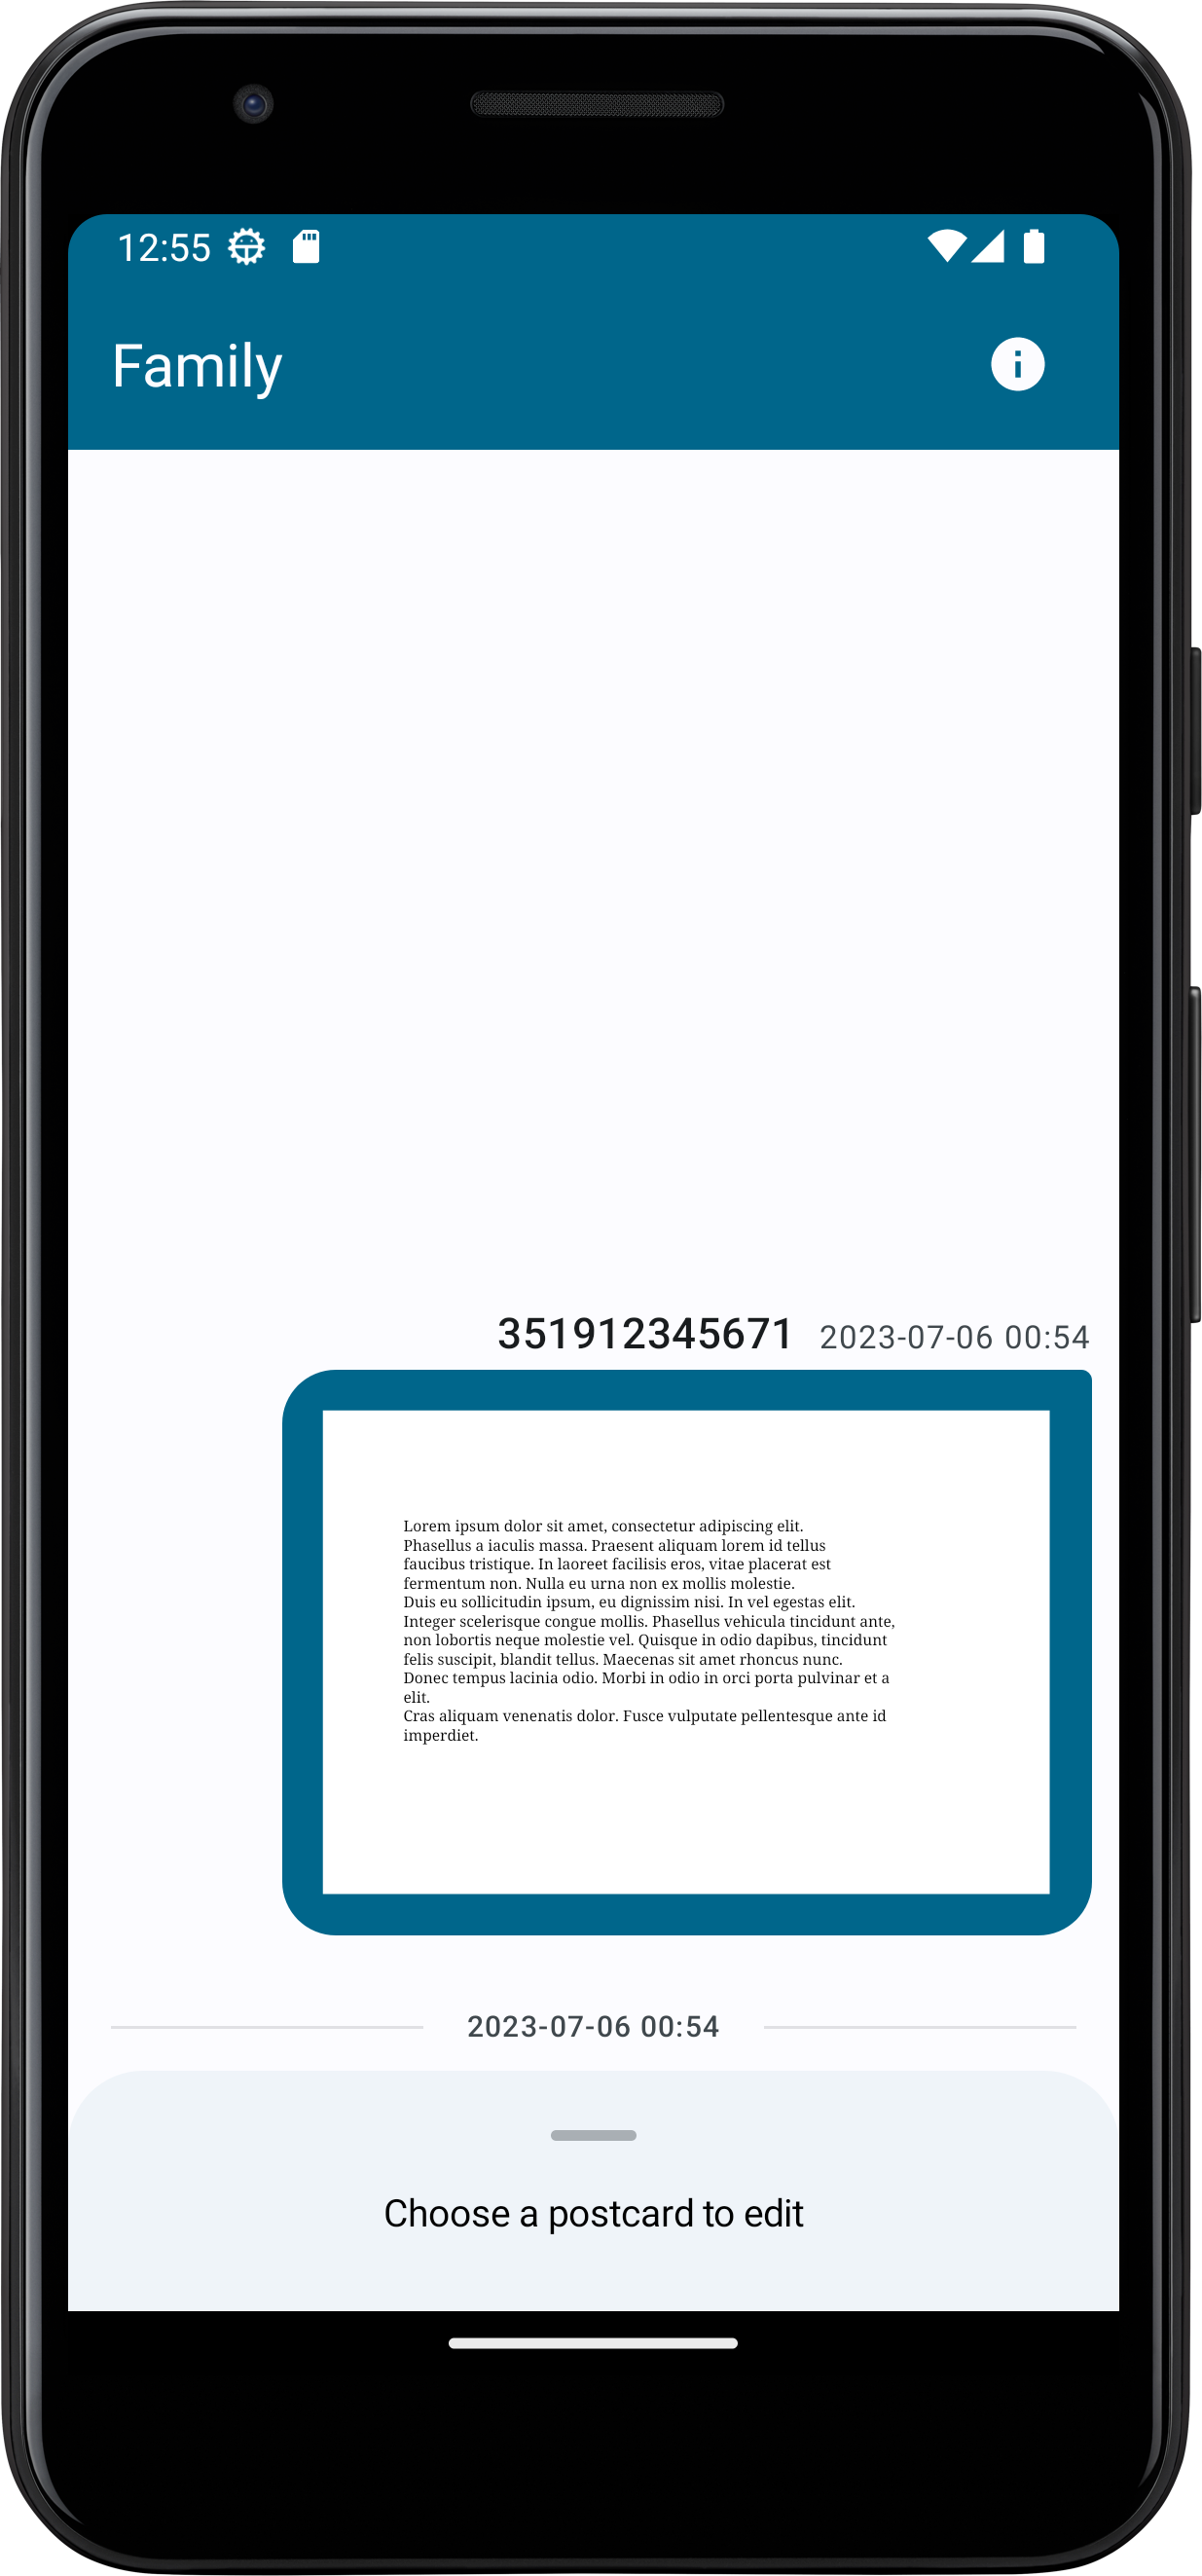 12:55
Family
351912345671 2023-07-06 00:54
Lorem ipsum dolor sit amet, consectetur adipiscing elit.
Phasellus a iaculis massa. Praesent aliquam lorem id tellus
faucibus tristique. In laoreet facilisis eros, vitae placerat est
fermentum non. Nulla eu urna non ex mollis molestie.
Duis eu sollicitudin ipsum, eu dignissim nisi. In vel egestas elit.
Integer scelerisque congue mollis. Phasellus vehicula tincidunt ante,
non lobortis neque molestie vel. Quisque in odio dapibus, tincidunt
felis suscipit, blandit tellus. Maecenas sit amet rhoncus nunc.
Donec tempus lacinia odio. Morbi in odio in orci porta pulvinar et a
elit.
Cras aliquam venenatis dolor. Fusce vulputate pellentesque ante id
imperdiet.
2023-07-06 00:54
Choose a postcard to edit